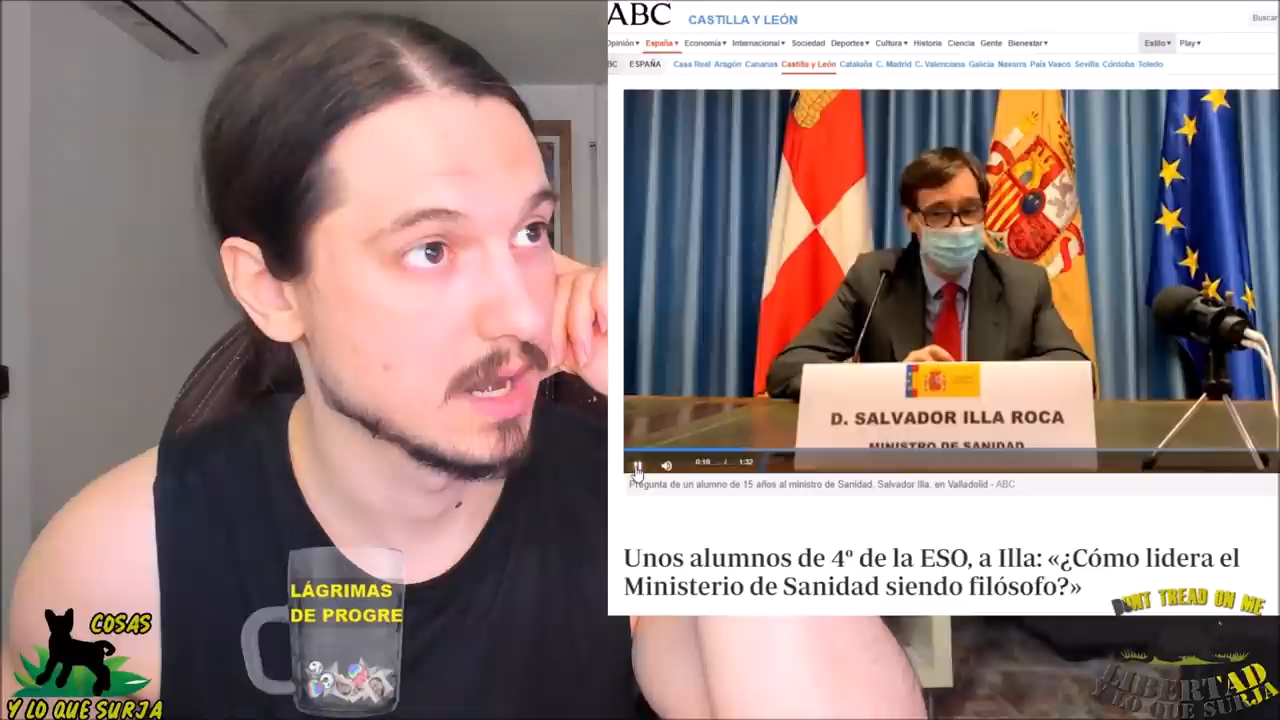 ABC
CASTILLA Y LEÓN
Buscar
Opinión España Economía Internacional Sociedad Deportes Cultura Historia Ciencia Gente Bienestar Estilo Play
BC ESPAÑA Casa Real Aragón Canarias Castilla y León Cataluña C. Madrid C. Valenciana Galicia Navarra País Vasco Sevilla Córdoba Toledo
D. SALVADOR ILLA ROCA
MINISTRO DE SANIDAD
0:19 / 1:32
Pregunta de un alumno de 15 años al ministro de Sanidad, Salvador Illa, en Valladolid - ABC
Unos alumnos de 4º de la ESO, a Illa: «¿Cómo lidera el
Ministerio de Sanidad siendo filósofo?»
LÁGRIMAS
DE PROGRE
COSAS
Y LO QUE SURJA
DONT TREAD ON ME
LIBERTAD
Y LO QUE SURJA